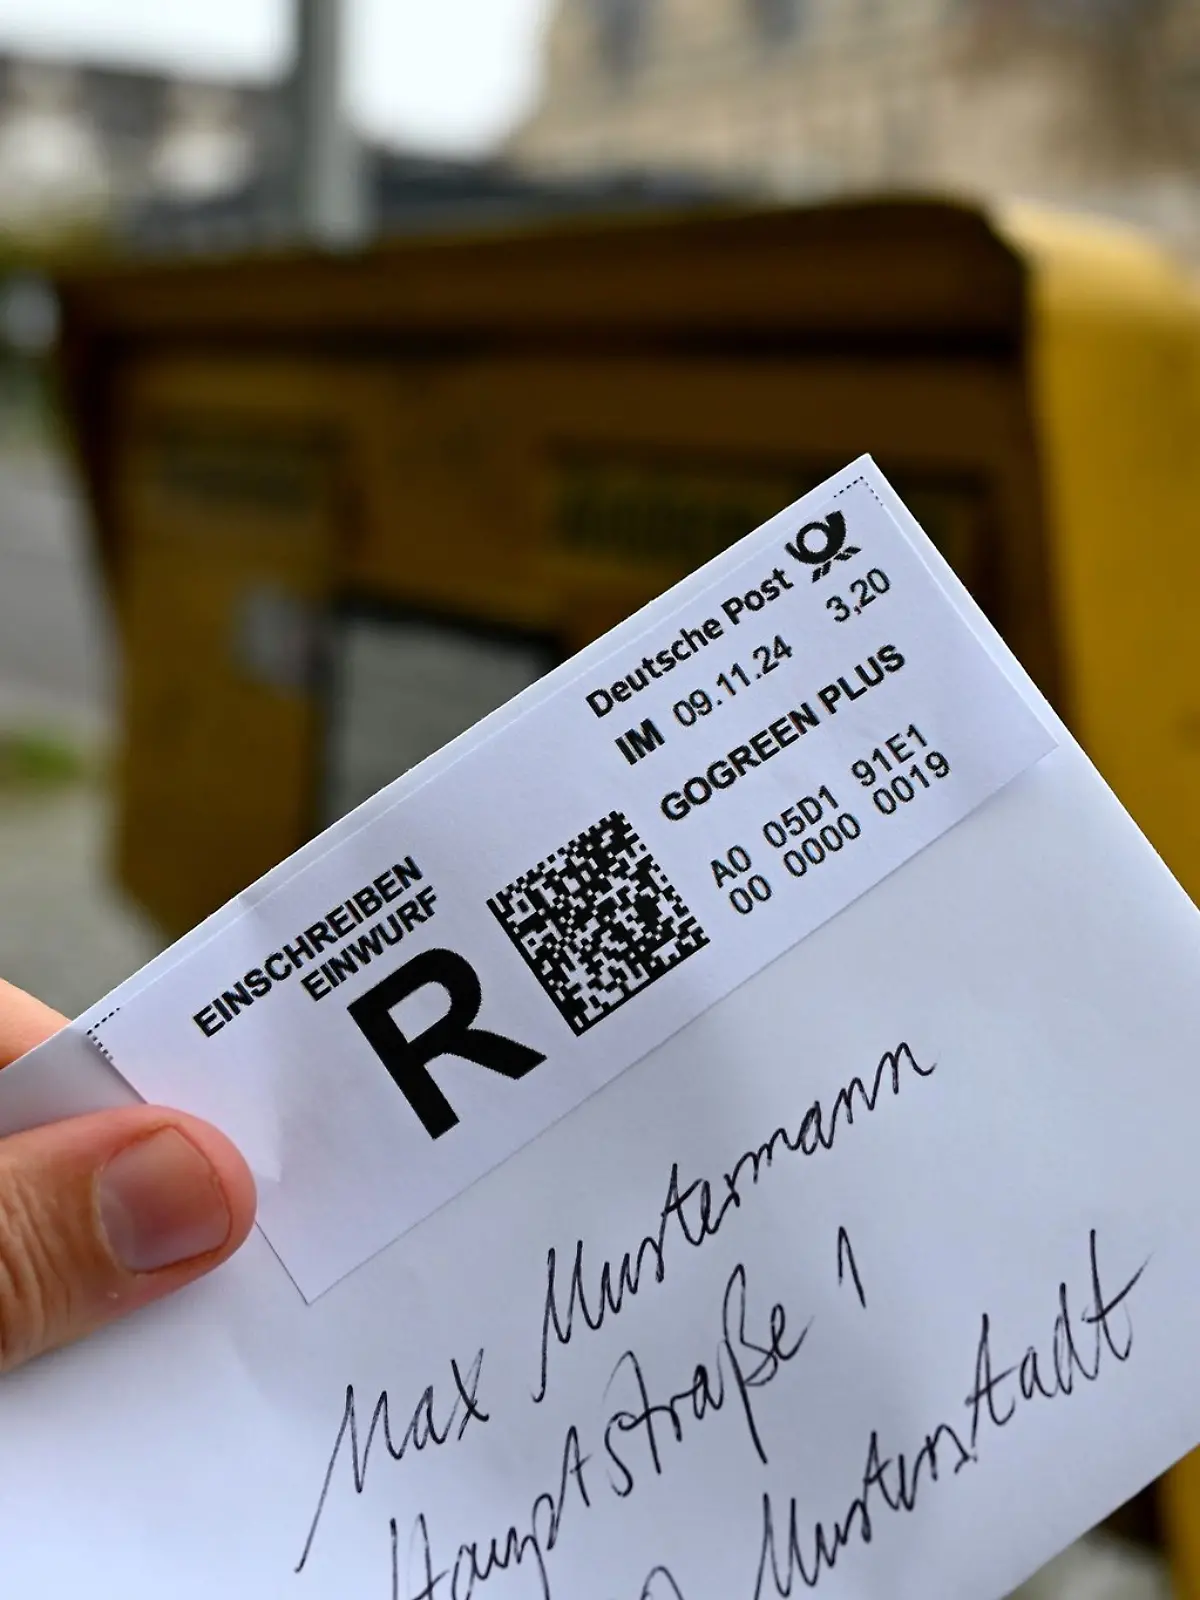 Deutsche Post
IM 09.11.24 3,20
GOGREEN PLUS
A0 05D1 91E1
00 0000 0019
EINSCHREIBEN
EINWURF
R
Max Mustermann
Hauptstraße 1
Musterstadt